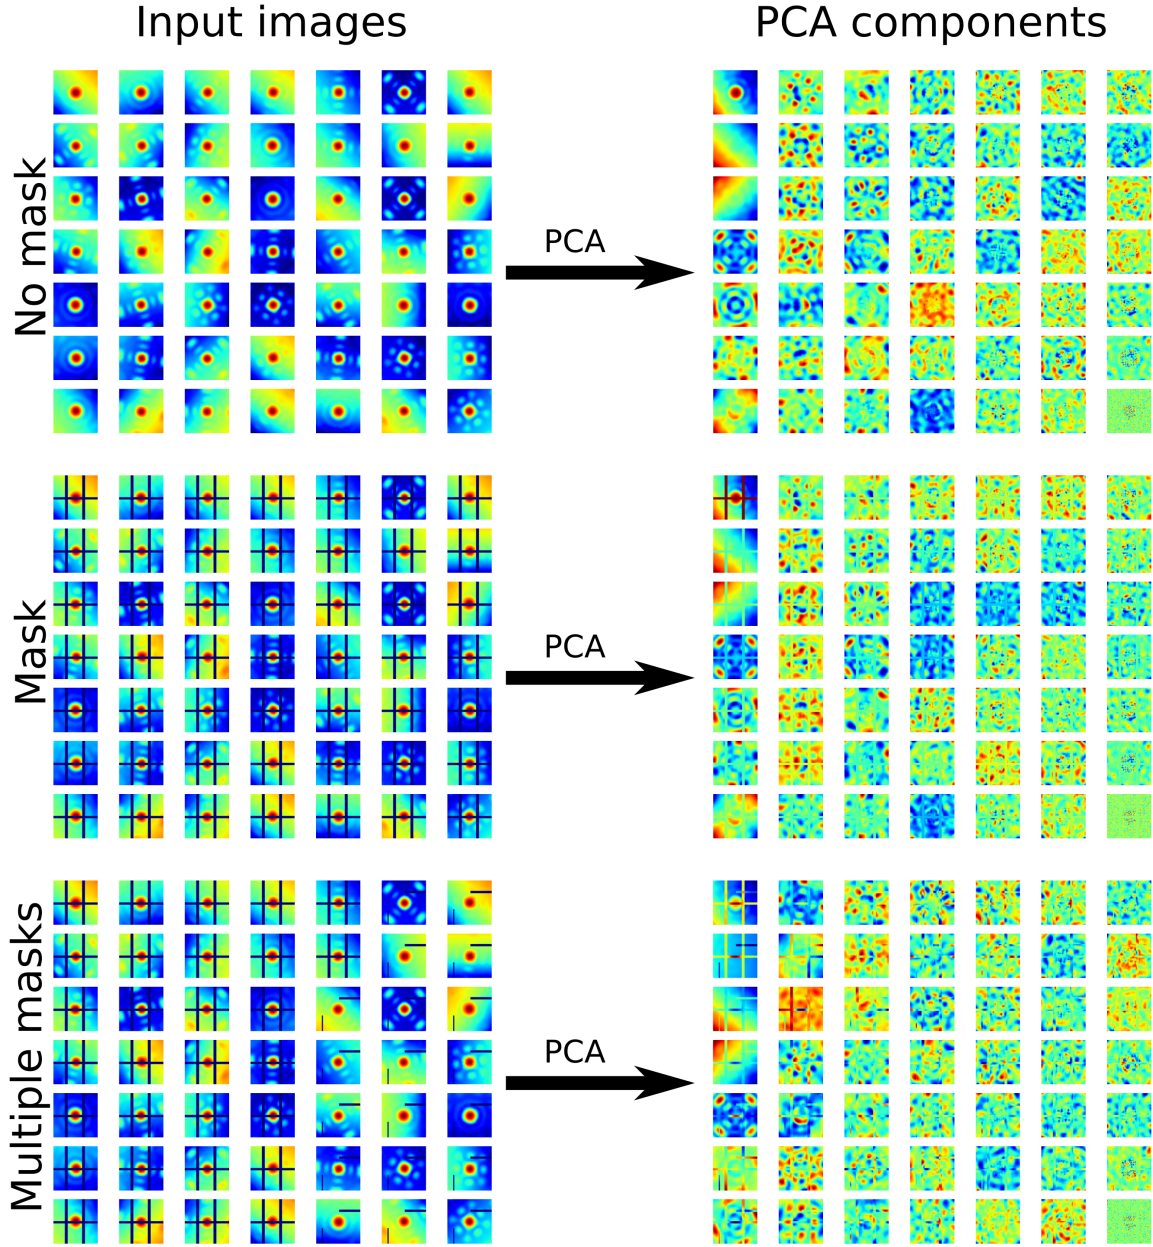 Input images
PCA components
No mask
PCA
Mask
PCA
Multiple masks
PCA